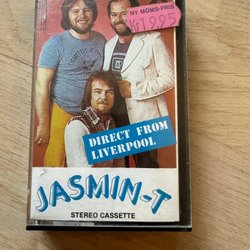 NY MOMS-PRIS
Kr 19.95
DIRECT FROM
LIVERPOOL
JASMIN-T
STEREO CASSETTE